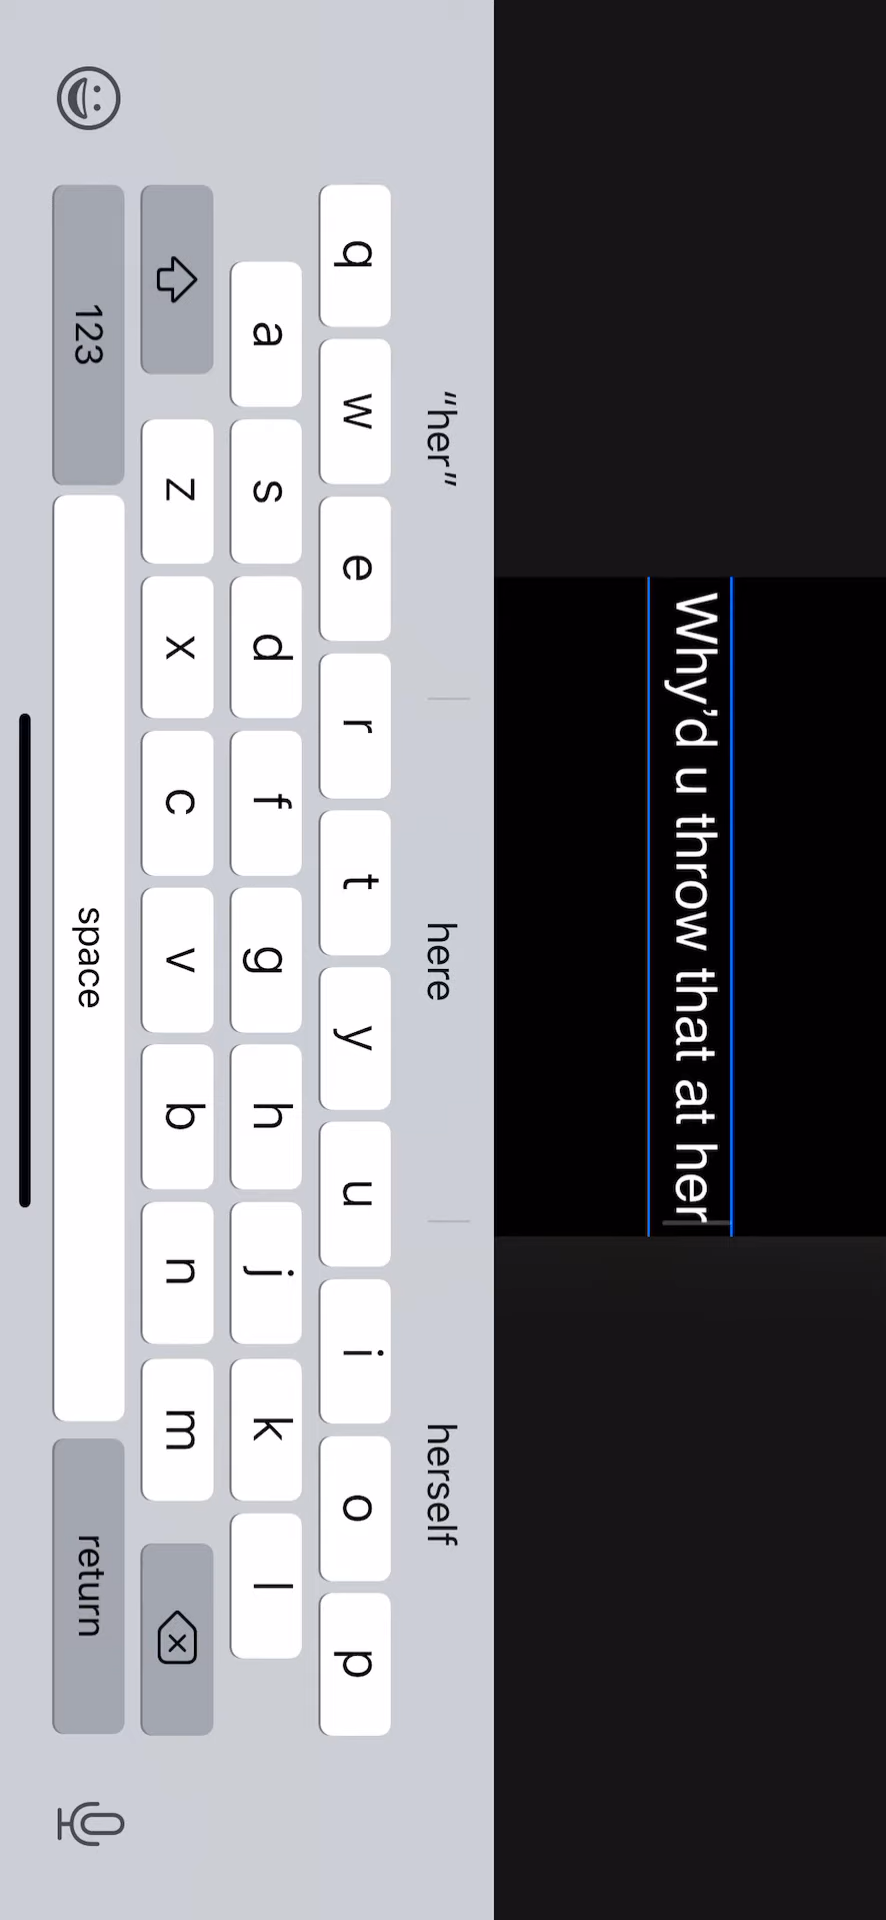 Why’d u throw that at her
“her” here herself
q w e r t y u i o p
a s d f g h j k l
z x c v b n m
123 space return